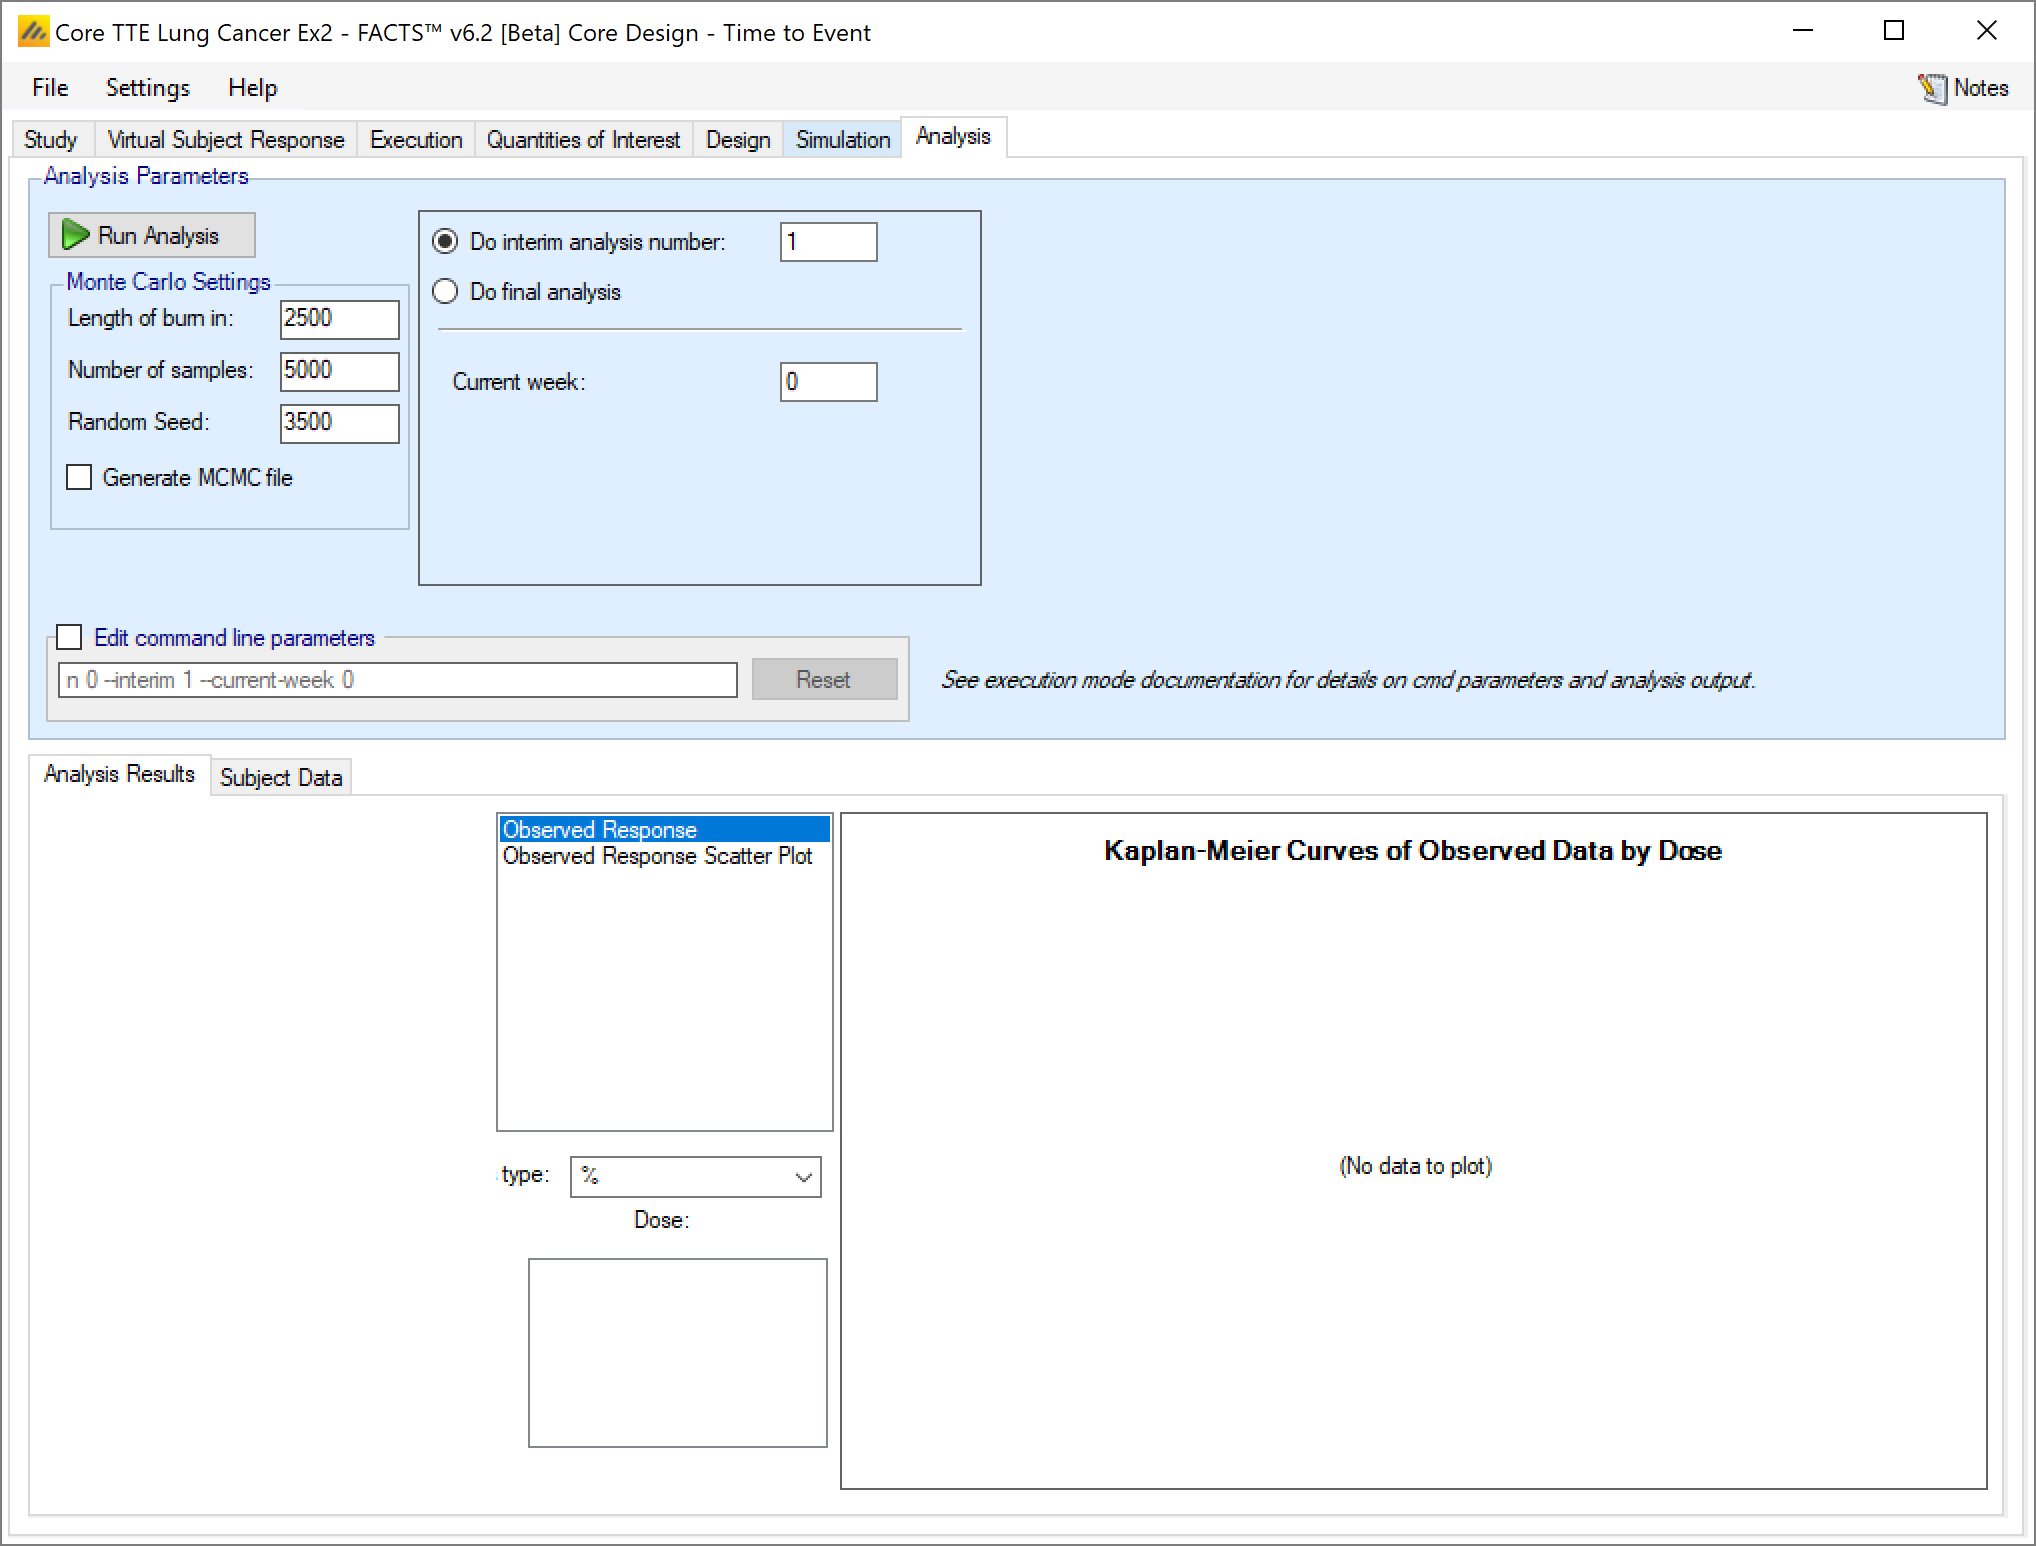 Core TTE Lung Cancer Ex2 - FACTS™ v6.2 [Beta] Core Design - Time to Event
File Settings Help Notes
Study Virtual Subject Response Execution Quantities of Interest Design Simulation Analysis
Analysis Parameters
Run Analysis
Do interim analysis number: 1
Monte Carlo Settings
Do final analysis
Length of burn in: 2500
Number of samples: 5000
Current week: 0
Random Seed: 3500
Generate MCMC file
Edit command line parameters
n 0 --interim 1 --current-week 0
Reset
See execution mode documentation for details on cmd parameters and analysis output.
Analysis Results Subject Data
Observed Response
Observed Response Scatter Plot
Kaplan-Meier Curves of Observed Data by Dose
(No data to plot)
type: %
Dose: